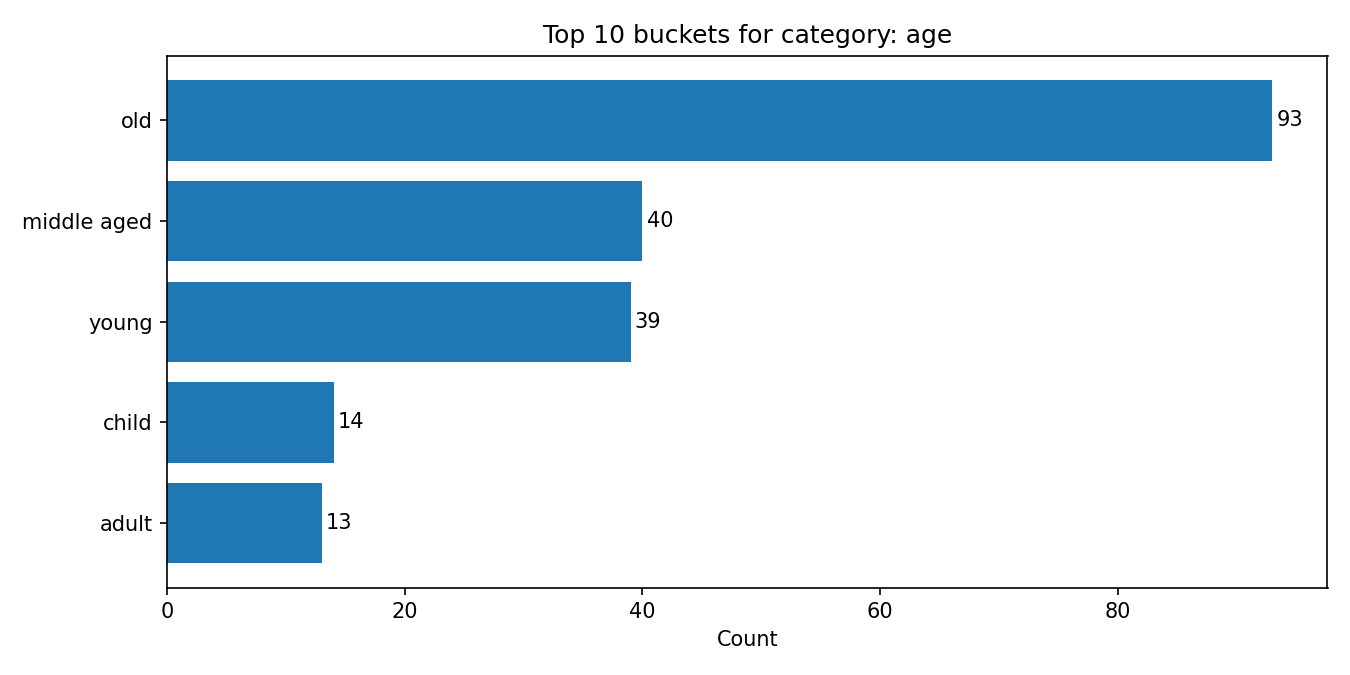 Top 10 buckets for category: age
old
93
middle aged
40
young
39
child
14
adult
13
0 20 40 60 80
Count